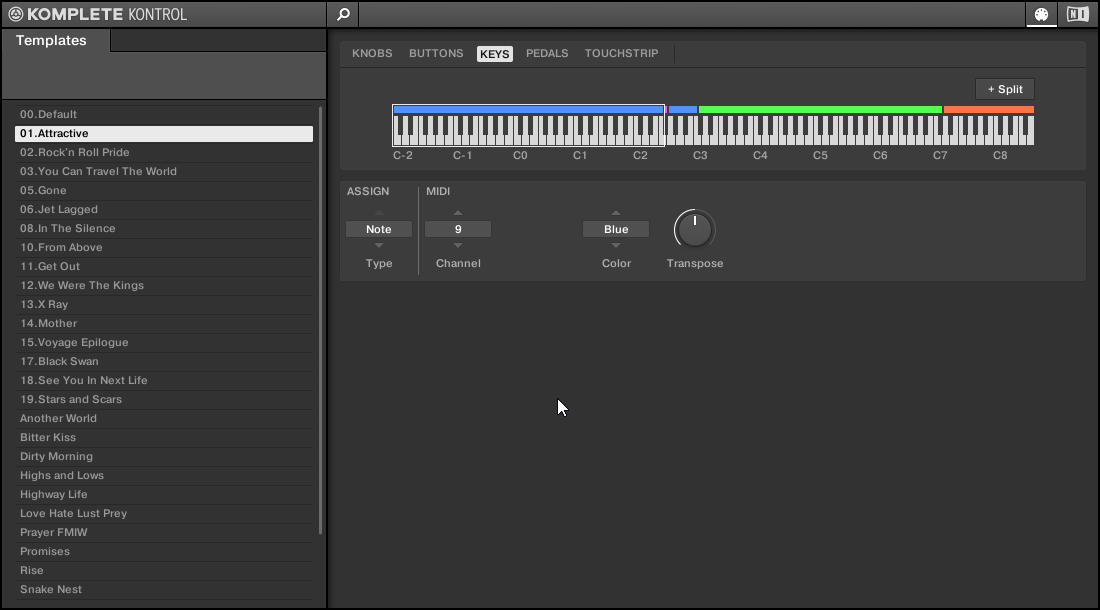 KOMPLETE KONTROL
NI
Templates
00.Default
01.Attractive
02.Rock'n Roll Pride
03.You Can Travel The World
05.Gone
06.Jet Lagged
08.In The Silence
10.From Above
11.Get Out
12.We Were The Kings
13.X Ray
14.Mother
15.Voyage Epilogue
17.Black Swan
18.See You In Next Life
19.Stars and Scars
Another World
Bitter Kiss
Dirty Morning
Highs and Lows
Highway Life
Love Hate Lust Prey
Prayer FMIW
Promises
Rise
Snake Nest
KNOBS BUTTONS KEYS PEDALS TOUCHSTRIP
+ Split
C-2 C-1 C0 C1 C2 C3 C4 C5 C6 C7 C8
ASSIGN MIDI
Note 9 Blue
Type Channel Color Transpose